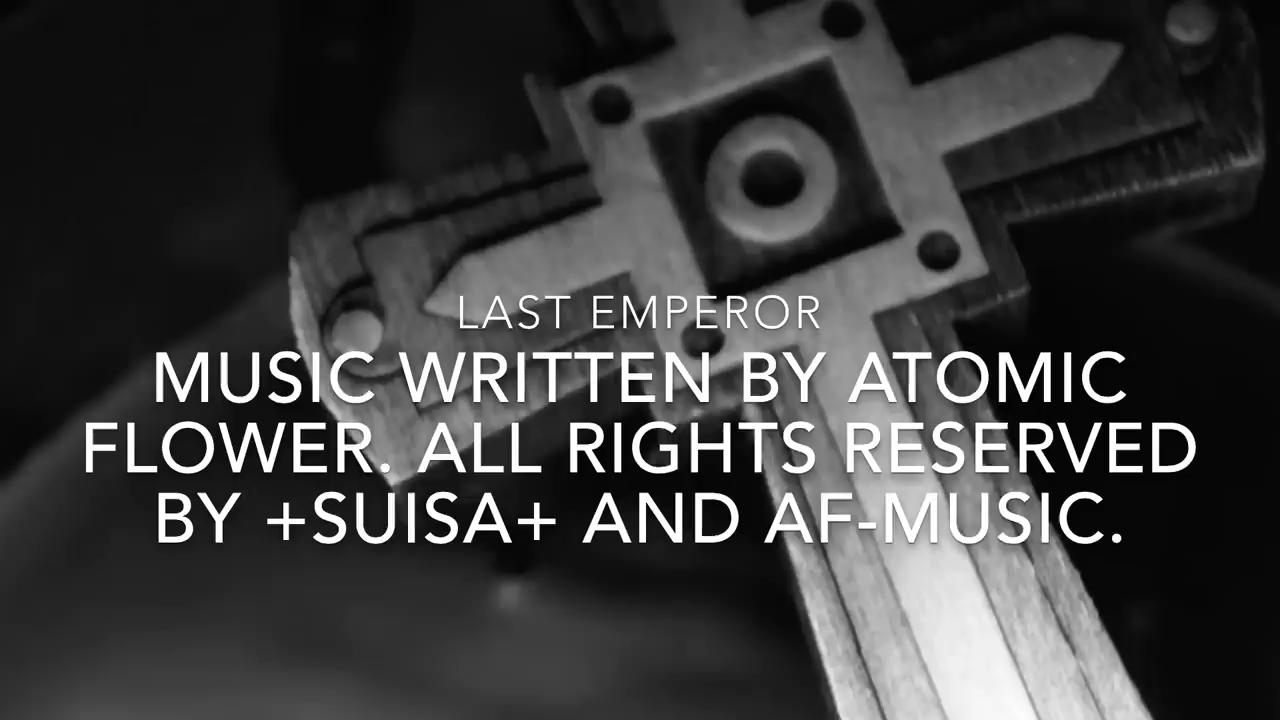 LAST EMPEROR
MUSIC WRITTEN BY ATOMIC
FLOWER. ALL RIGHTS RESERVED
BY +SUISA+ AND AF-MUSIC.